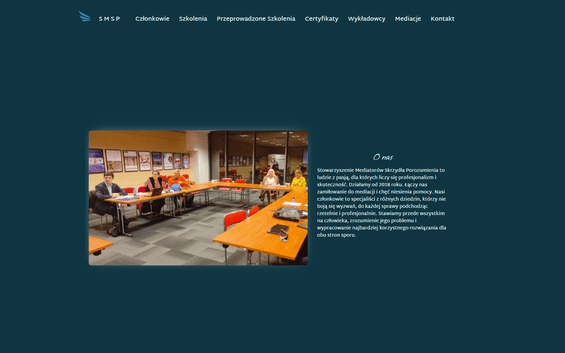 SMSP Członkowie Szkolenia Przeprowadzone Szkolenia Certyfikaty Wykładowcy Mediacje Kontakt
O nas
Stowarzyszenie Mediatorów Skrzydła Porozumienia to
ludzie z pasją, dla których liczy się profesjonalizm i
skuteczność. Działamy od 2018 roku. Łączy nas
zamiłowanie do mediacji i chęć niesienia pomocy. Nasi
członkowie to specjaliści z różnych dziedzin, którzy nie
boją się wyzwań, do każdej sprawy podchodząc
rzetelnie i profesjonalnie. Stawiamy przede wszystkim
na człowieka, zrozumienie jego problemu i
wypracowanie najbardziej korzystnego rozwiązania dla
obu stron sporu.